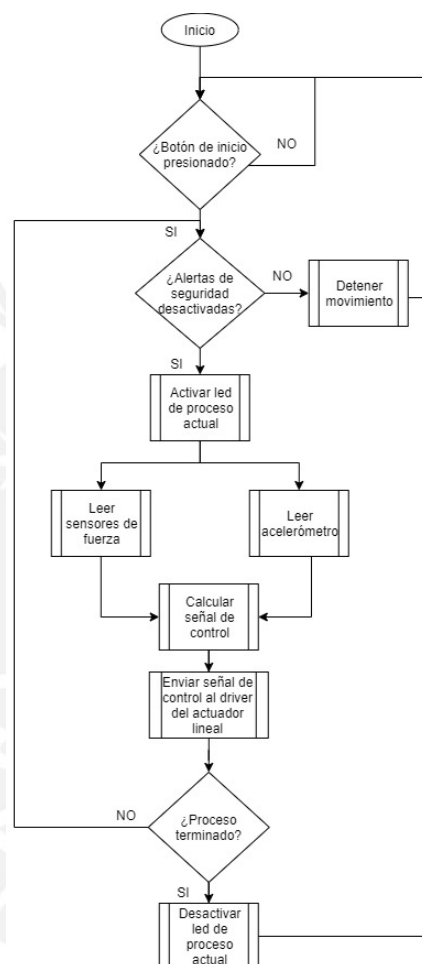 Inicio
¿Botón de inicio
presionado?
NO
SI
¿Alertas de
seguridad
desactivadas?
NO
Detener
movimiento
SI
Activar led
de proceso
actual
Leer
sensores de
fuerza
Leer
acelerómetro
Calcular
señal de
control
Enviar señal de
control al driver
del actuador
lineal
NO
¿Proceso
terminado?
SI
Desactivar
led de
proceso
actual